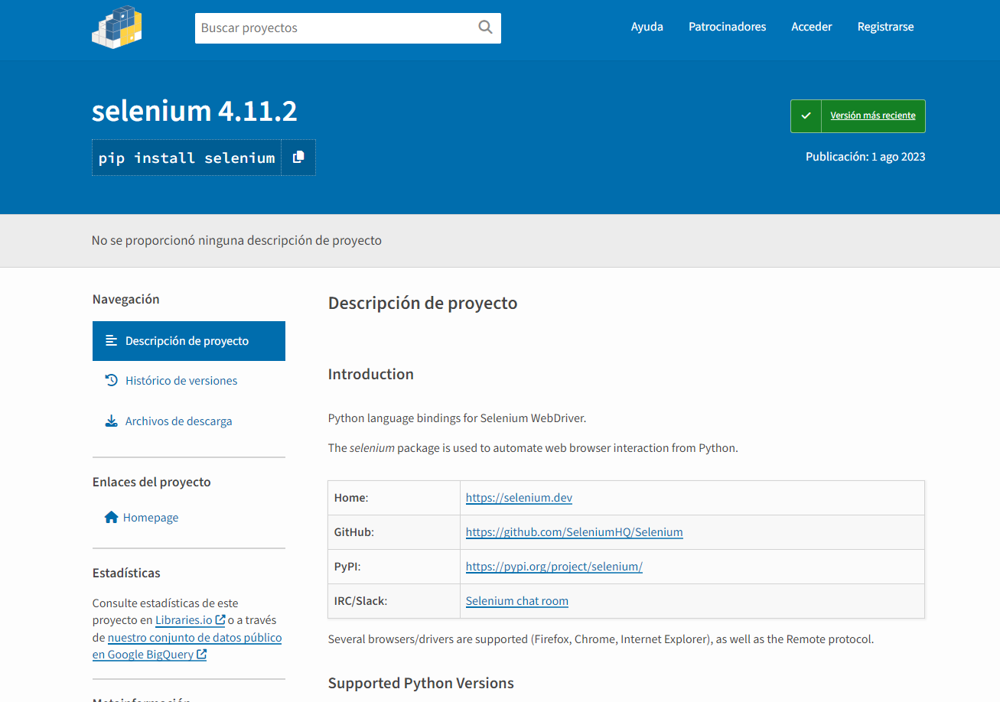 Buscar proyectos
Ayuda
Patrocinadores
Acceder
Registrarse
selenium 4.11.2
pip install selenium
Versión más reciente
Publicación: 1 ago 2023
No se proporcionó ninguna descripción de proyecto
Navegación
Descripción de proyecto
Histórico de versiones
Archivos de descarga
Enlaces del proyecto
Homepage
Estadísticas
Consulte estadísticas de este
proyecto en Libraries.io o a través
de nuestro conjunto de datos público
en Google BigQuery
Metainformación
Descripción de proyecto
Introduction
Python language bindings for Selenium WebDriver.
The selenium package is used to automate web browser interaction from Python.
Home: https://selenium.dev
GitHub: https://github.com/SeleniumHQ/Selenium
PyPI: https://pypi.org/project/selenium/
IRC/Slack: Selenium chat room
Several browsers/drivers are supported (Firefox, Chrome, Internet Explorer), as well as the Remote protocol.
Supported Python Versions